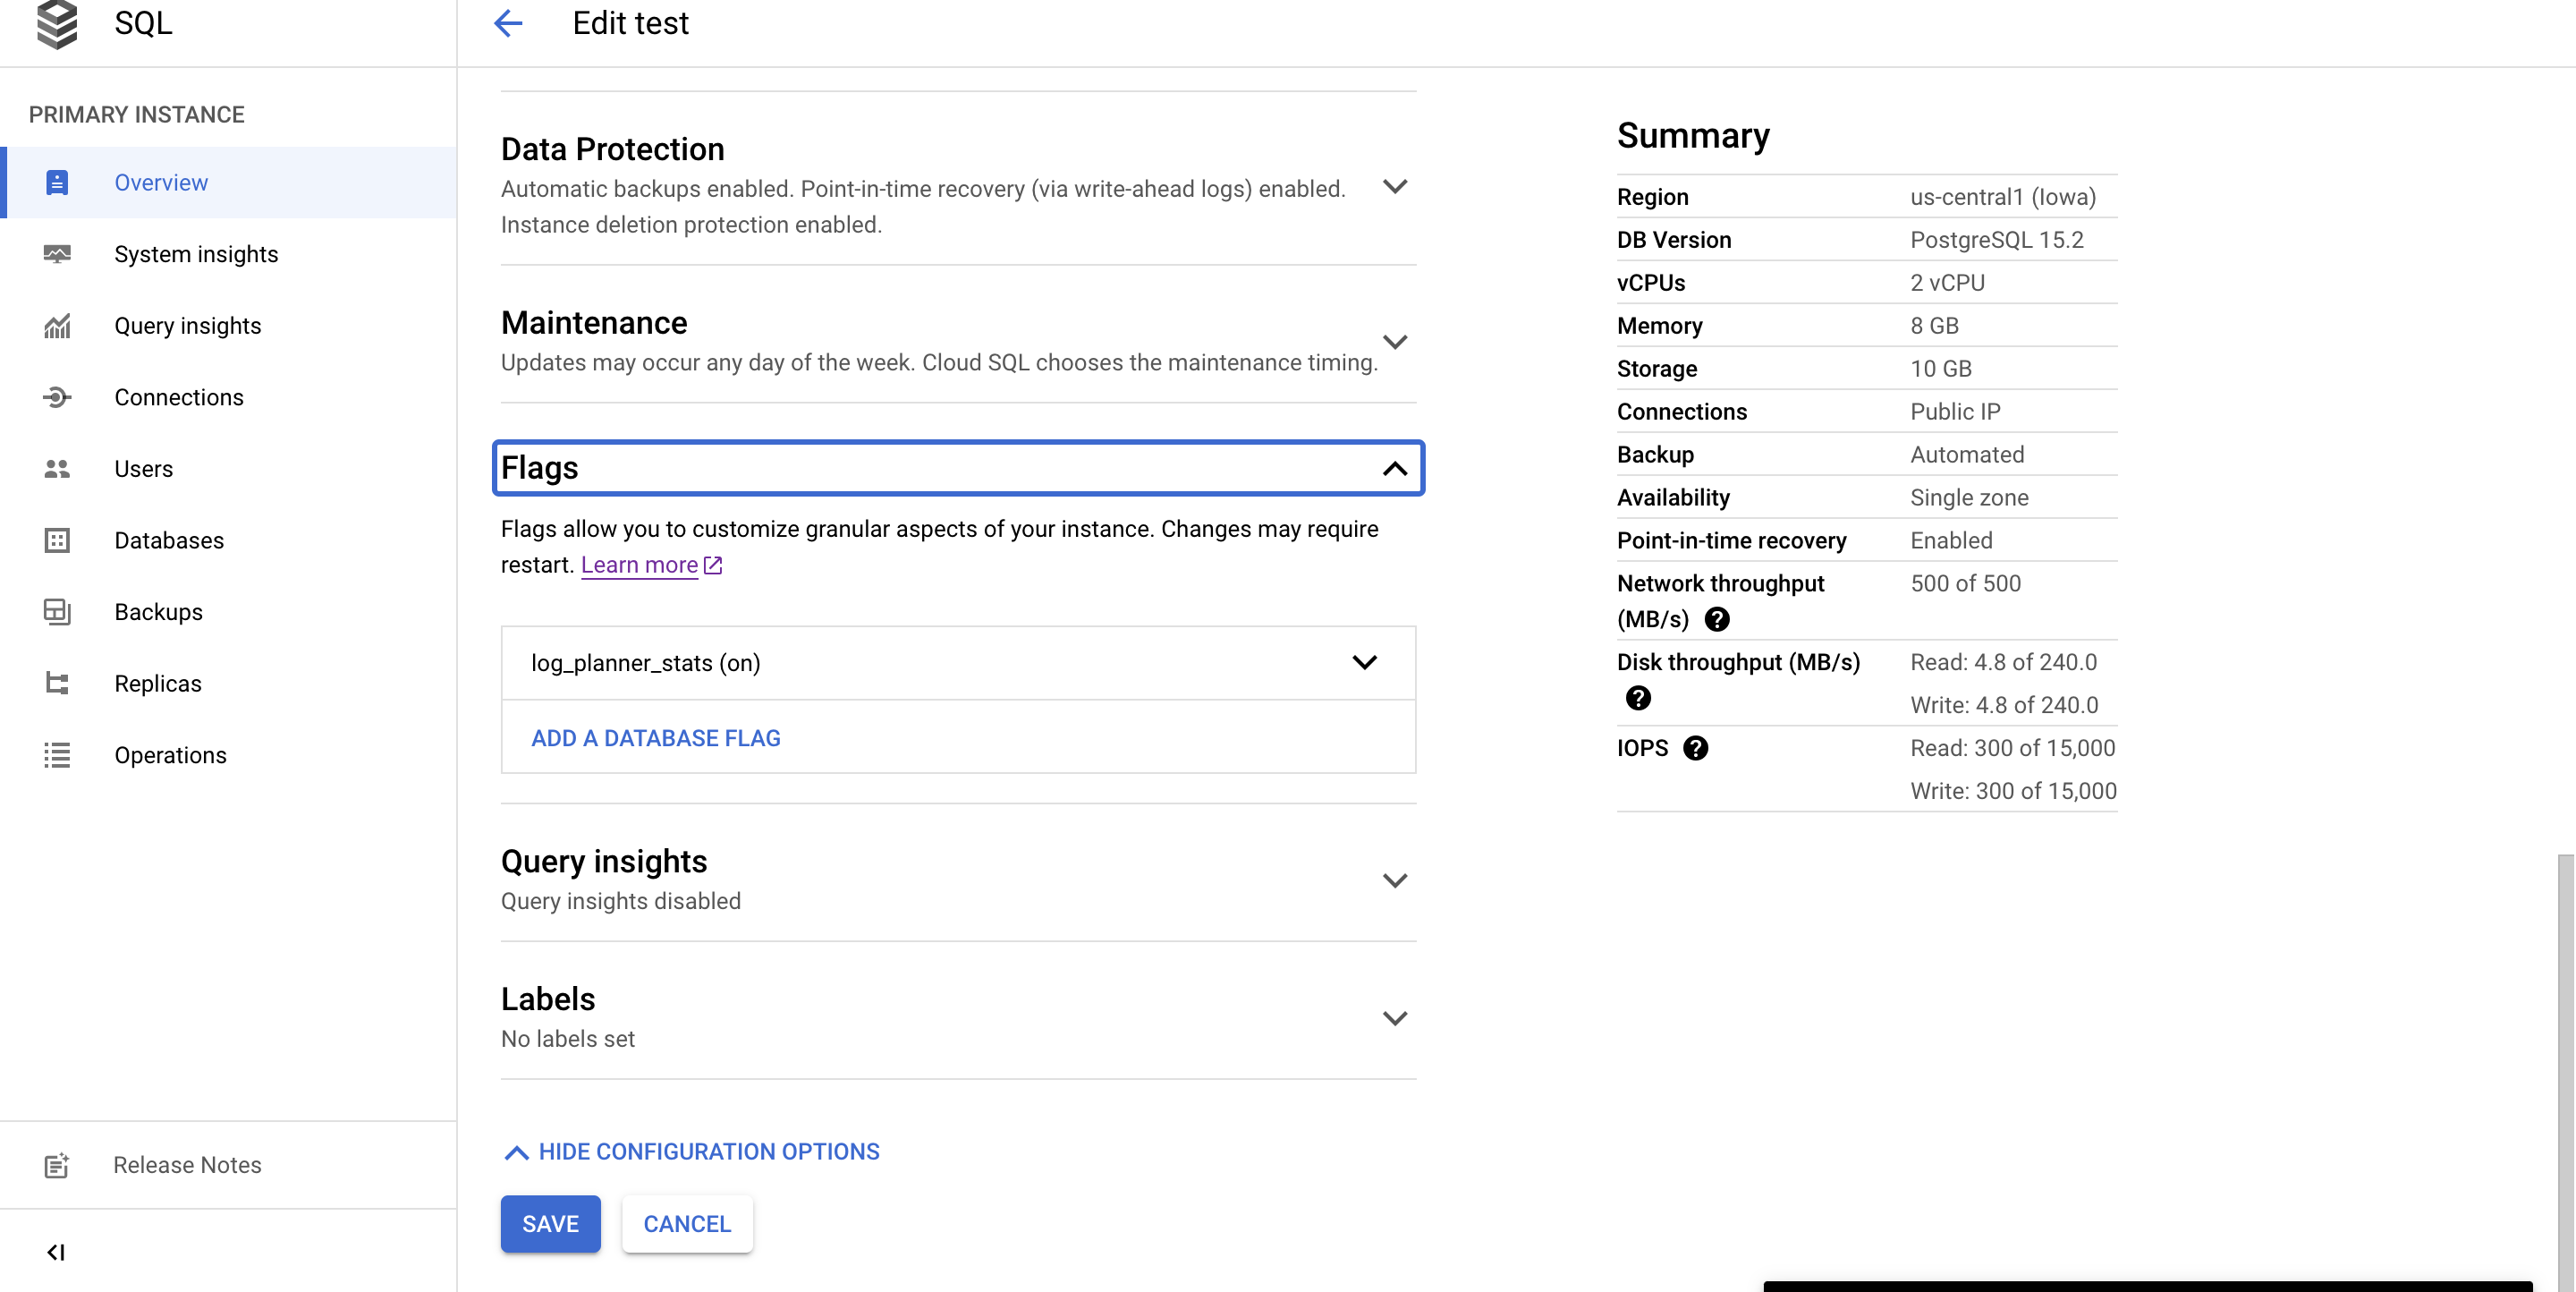 SQL
Edit test
PRIMARY INSTANCE
Overview
System insights
Query insights
Connections
Users
Databases
Backups
Replicas
Operations
Release Notes
Data Protection
Automatic backups enabled. Point-in-time recovery (via write-ahead logs) enabled.
Instance deletion protection enabled.
Maintenance
Updates may occur any day of the week. Cloud SQL chooses the maintenance timing.
Flags
Flags allow you to customize granular aspects of your instance. Changes may require
restart. Learn more
log_planner_stats (on)
ADD A DATABASE FLAG
Query insights
Query insights disabled
Labels
No labels set
HIDE CONFIGURATION OPTIONS
SAVE CANCEL
Summary
Region us-central1 (Iowa)
DB Version PostgreSQL 15.2
vCPUs 2 vCPU
Memory 8 GB
Storage 10 GB
Connections Public IP
Backup Automated
Availability Single zone
Point-in-time recovery Enabled
Network throughput 500 of 500
(MB/s) ?
Disk throughput (MB/s) Read: 4.8 of 240.0
? Write: 4.8 of 240.0
IOPS ? Read: 300 of 15,000
Write: 300 of 15,000